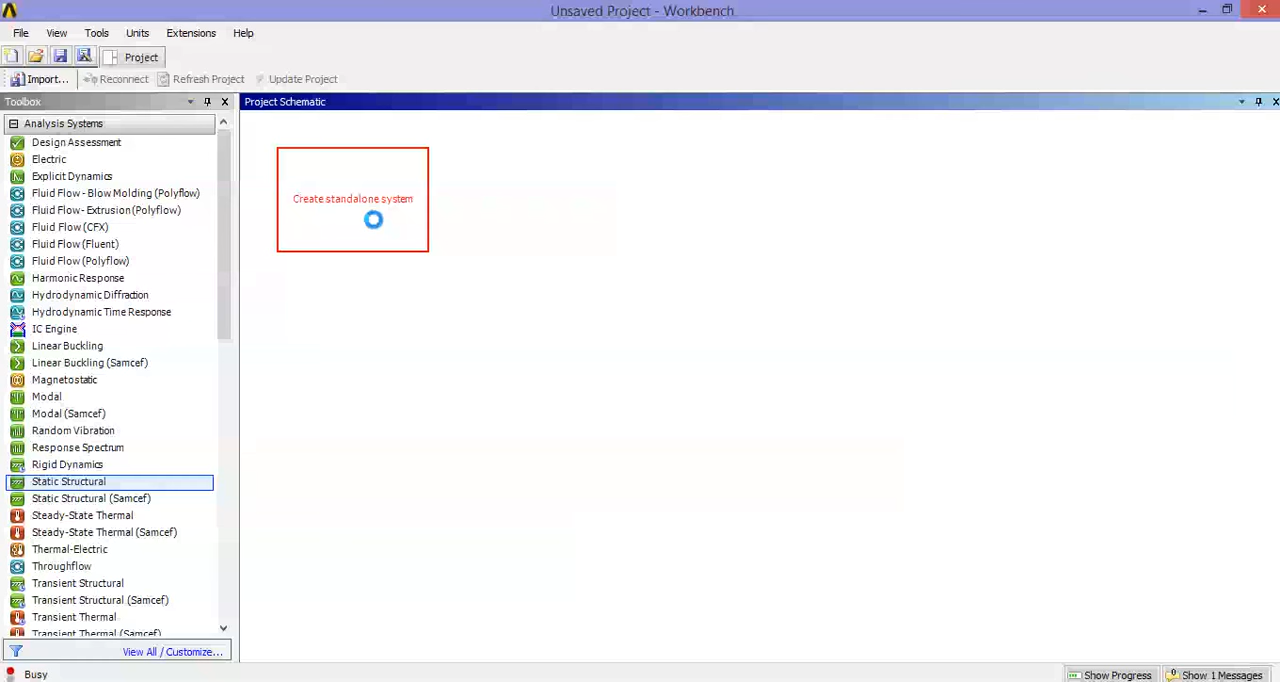 Unsaved Project - Workbench
File View Tools Units Extensions Help
Project
Import... Reconnect Refresh Project Update Project
Toolbox
Project Schematic
Analysis Systems
Design Assessment
Electric
Explicit Dynamics
Fluid Flow - Blow Molding (Polyflow)
Fluid Flow - Extrusion (Polyflow)
Fluid Flow (CFX)
Fluid Flow (Fluent)
Fluid Flow (Polyflow)
Harmonic Response
Hydrodynamic Diffraction
Hydrodynamic Time Response
IC Engine
Linear Buckling
Linear Buckling (Samcef)
Magnetostatic
Modal
Modal (Samcef)
Random Vibration
Response Spectrum
Rigid Dynamics
Static Structural
Static Structural (Samcef)
Steady-State Thermal
Steady-State Thermal (Samcef)
Thermal-Electric
Throughflow
Transient Structural
Transient Structural (Samcef)
Transient Thermal
Transient Thermal (Samcef)
View All / Customize...
Create standalone system
Busy
Show Progress
Show 1 Messages